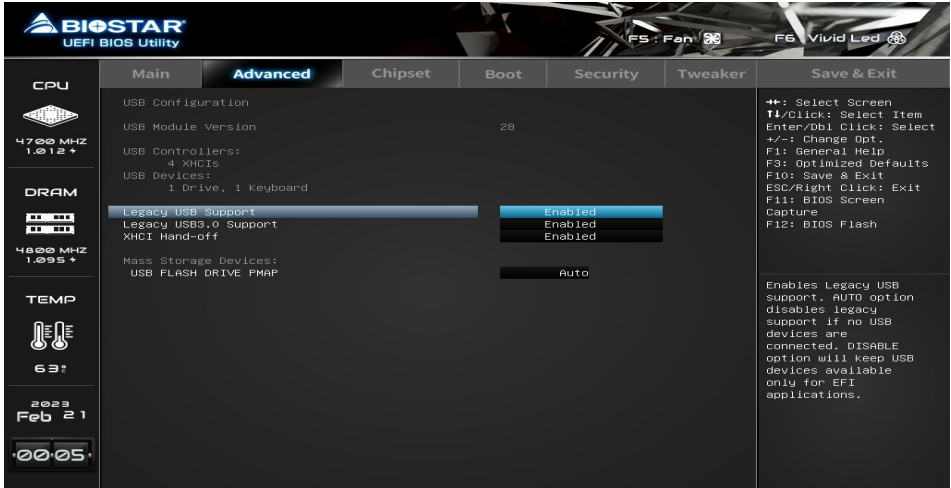 BIOSTAR®
UEFI BIOS Utility
F5 : Fan
F6 Vivid Led
Main Advanced Chipset Boot Security Tweaker Save & Exit
CPU
4700 MHZ
1.012
DRAM
4800 MHZ
1.095
TEMP
63
2023
Feb 21
00:05
USB Configuration
USB Module Version 28
USB Controllers:
4 XHCIs
USB Devices:
1 Drive, 1 Keyboard
Legacy USB Support Enabled
Legacy USB3.0 Support Enabled
XHCI Hand-off Enabled
Mass Storage Devices:
USB FLASH DRIVE PMAP Auto
→←: Select Screen
↑↓/Click: Select Item
Enter/Dbl Click: Select
+/-: Change Opt.
F1: General Help
F3: Optimized Defaults
F10: Save & Exit
ESC/Right Click: Exit
F11: BIOS Screen
Capture
F12: BIOS Flash
Enables Legacy USB
support. AUTO option
disables legacy
support if no USB
devices are
connected. DISABLE
option will keep USB
devices available
only for EFI
applications.